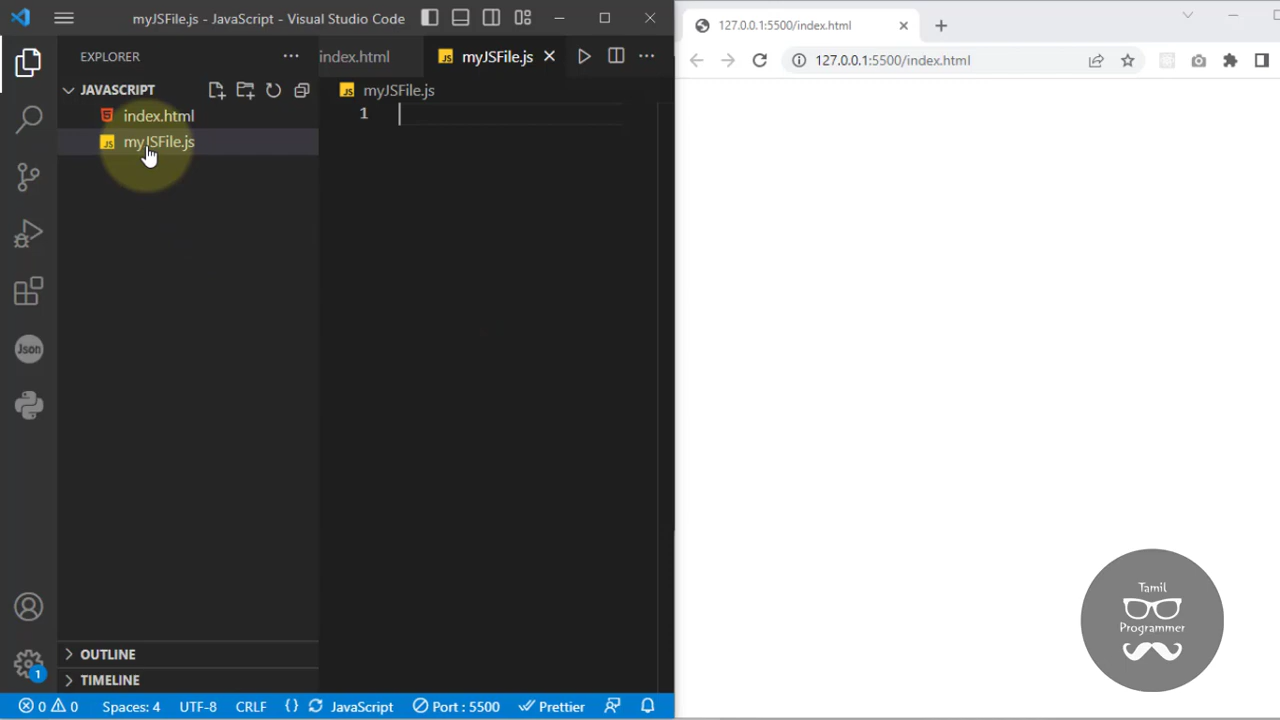 myJSFile.js - JavaScript - Visual Studio Code
EXPLORER
JAVASCRIPT
index.html
myJSFile.js
index.html
myJSFile.js
myJSFile.js
1
Json
OUTLINE
TIMELINE
1
0 0
Spaces: 4
UTF-8
CRLF
{}
JavaScript
Port : 5500
Prettier
127.0.0.1:5500/index.html
127.0.0.1:5500/index.html
Tamil
Programmer